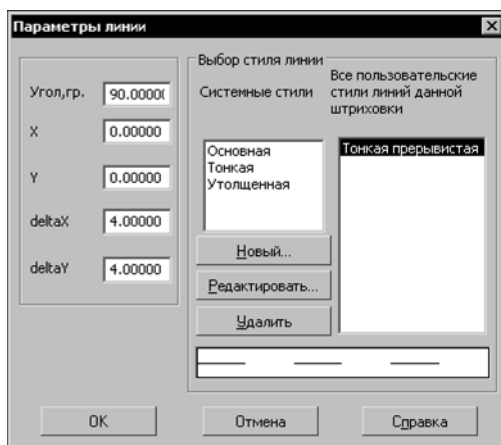 Параметры линии
Выбор стиля линии
Угол,гр. 90.0000(
X 0.00000
Y 0.00000
deltaX 4.00000
deltaY 4.00000
Системные стили
Все пользовательские
стили линий данной
штриховки
Основная
Тонкая
Утолщенная
Тонкая прерывистая
Новый...
Редактировать...
Удалить
OK
Отмена
Справка